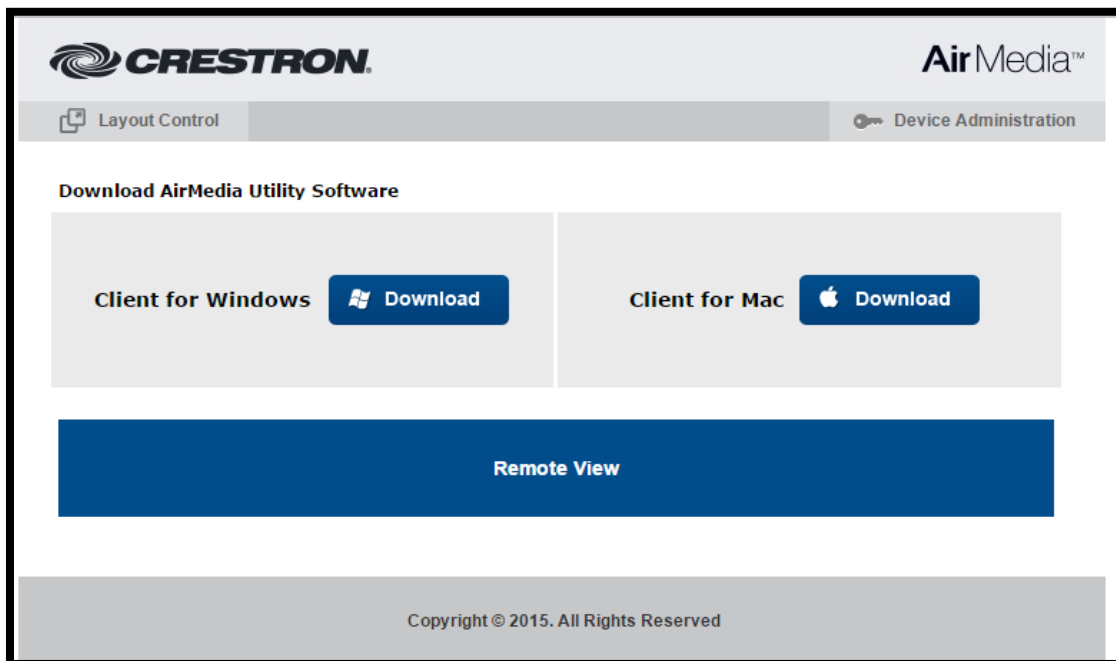 CRESTRON.
AirMedia™
Layout Control
Device Administration
Download AirMedia Utility Software
Client for Windows
Download
Client for Mac
Download
Remote View
Copyright © 2015. All Rights Reserved